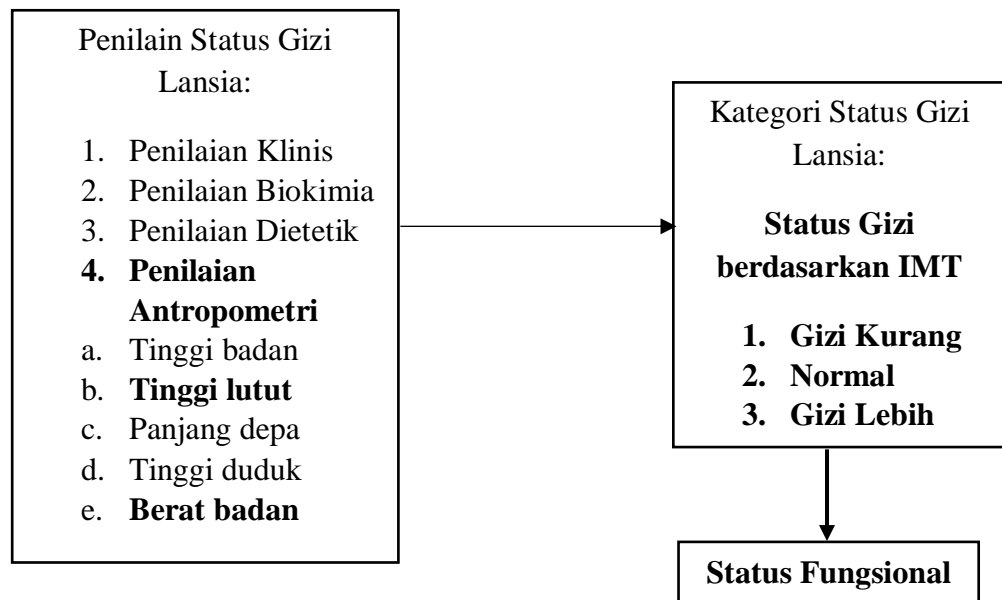 Penilain Status Gizi
Lansia:
1. Penilaian Klinis
2. Penilaian Biokimia
3. Penilaian Dietetik
4. Penilaian
Antropometri
a. Tinggi badan
b. Tinggi lutut
c. Panjang depa
d. Tinggi duduk
e. Berat badan
Kategori Status Gizi
Lansia:
Status Gizi
berdasarkan IMT
1. Gizi Kurang
2. Normal
3. Gizi Lebih
Status Fungsional